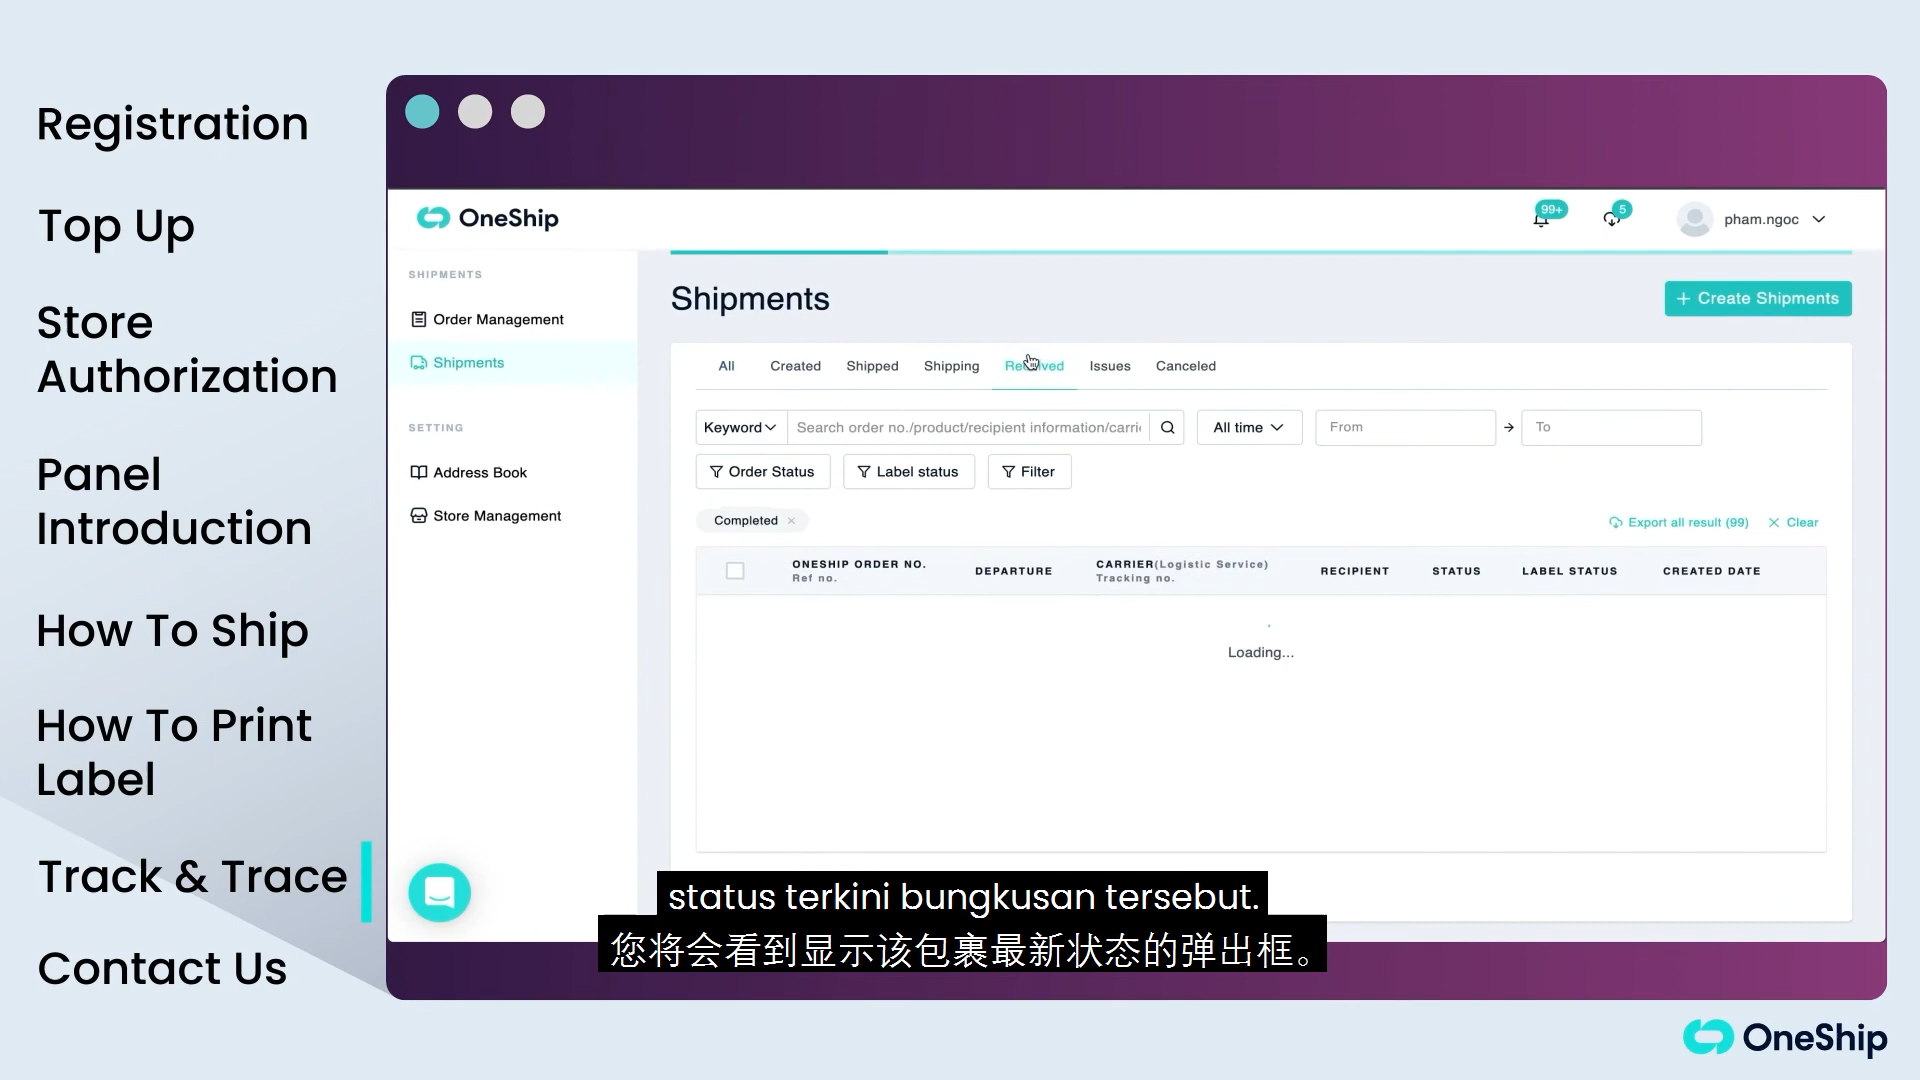 Registration
Top Up
Store
Authorization
Panel
Introduction
How To Ship
How To Print
Label
Track & Trace
Contact Us
OneShip
99+
5
pham.ngoc
SHIPMENTS
Order Management
Shipments
SETTING
Address Book
Store Management
Shipments
+ Create Shipments
All Created Shipped Shipping Received Issues Canceled
Keyword Search order no./product/recipient information/carri All time From → To
Order Status Label status Filter
Completed ×
Export all result (99) × Clear
ONESHIP ORDER NO. DEPARTURE CARRIER(Logistic Service) RECIPIENT STATUS LABEL STATUS CREATED DATE
Ref no. Tracking no.
Loading...
status terkini bungkusan tersebut.
您将会看到显示该包裹最新状态的弹出框。
OneShip